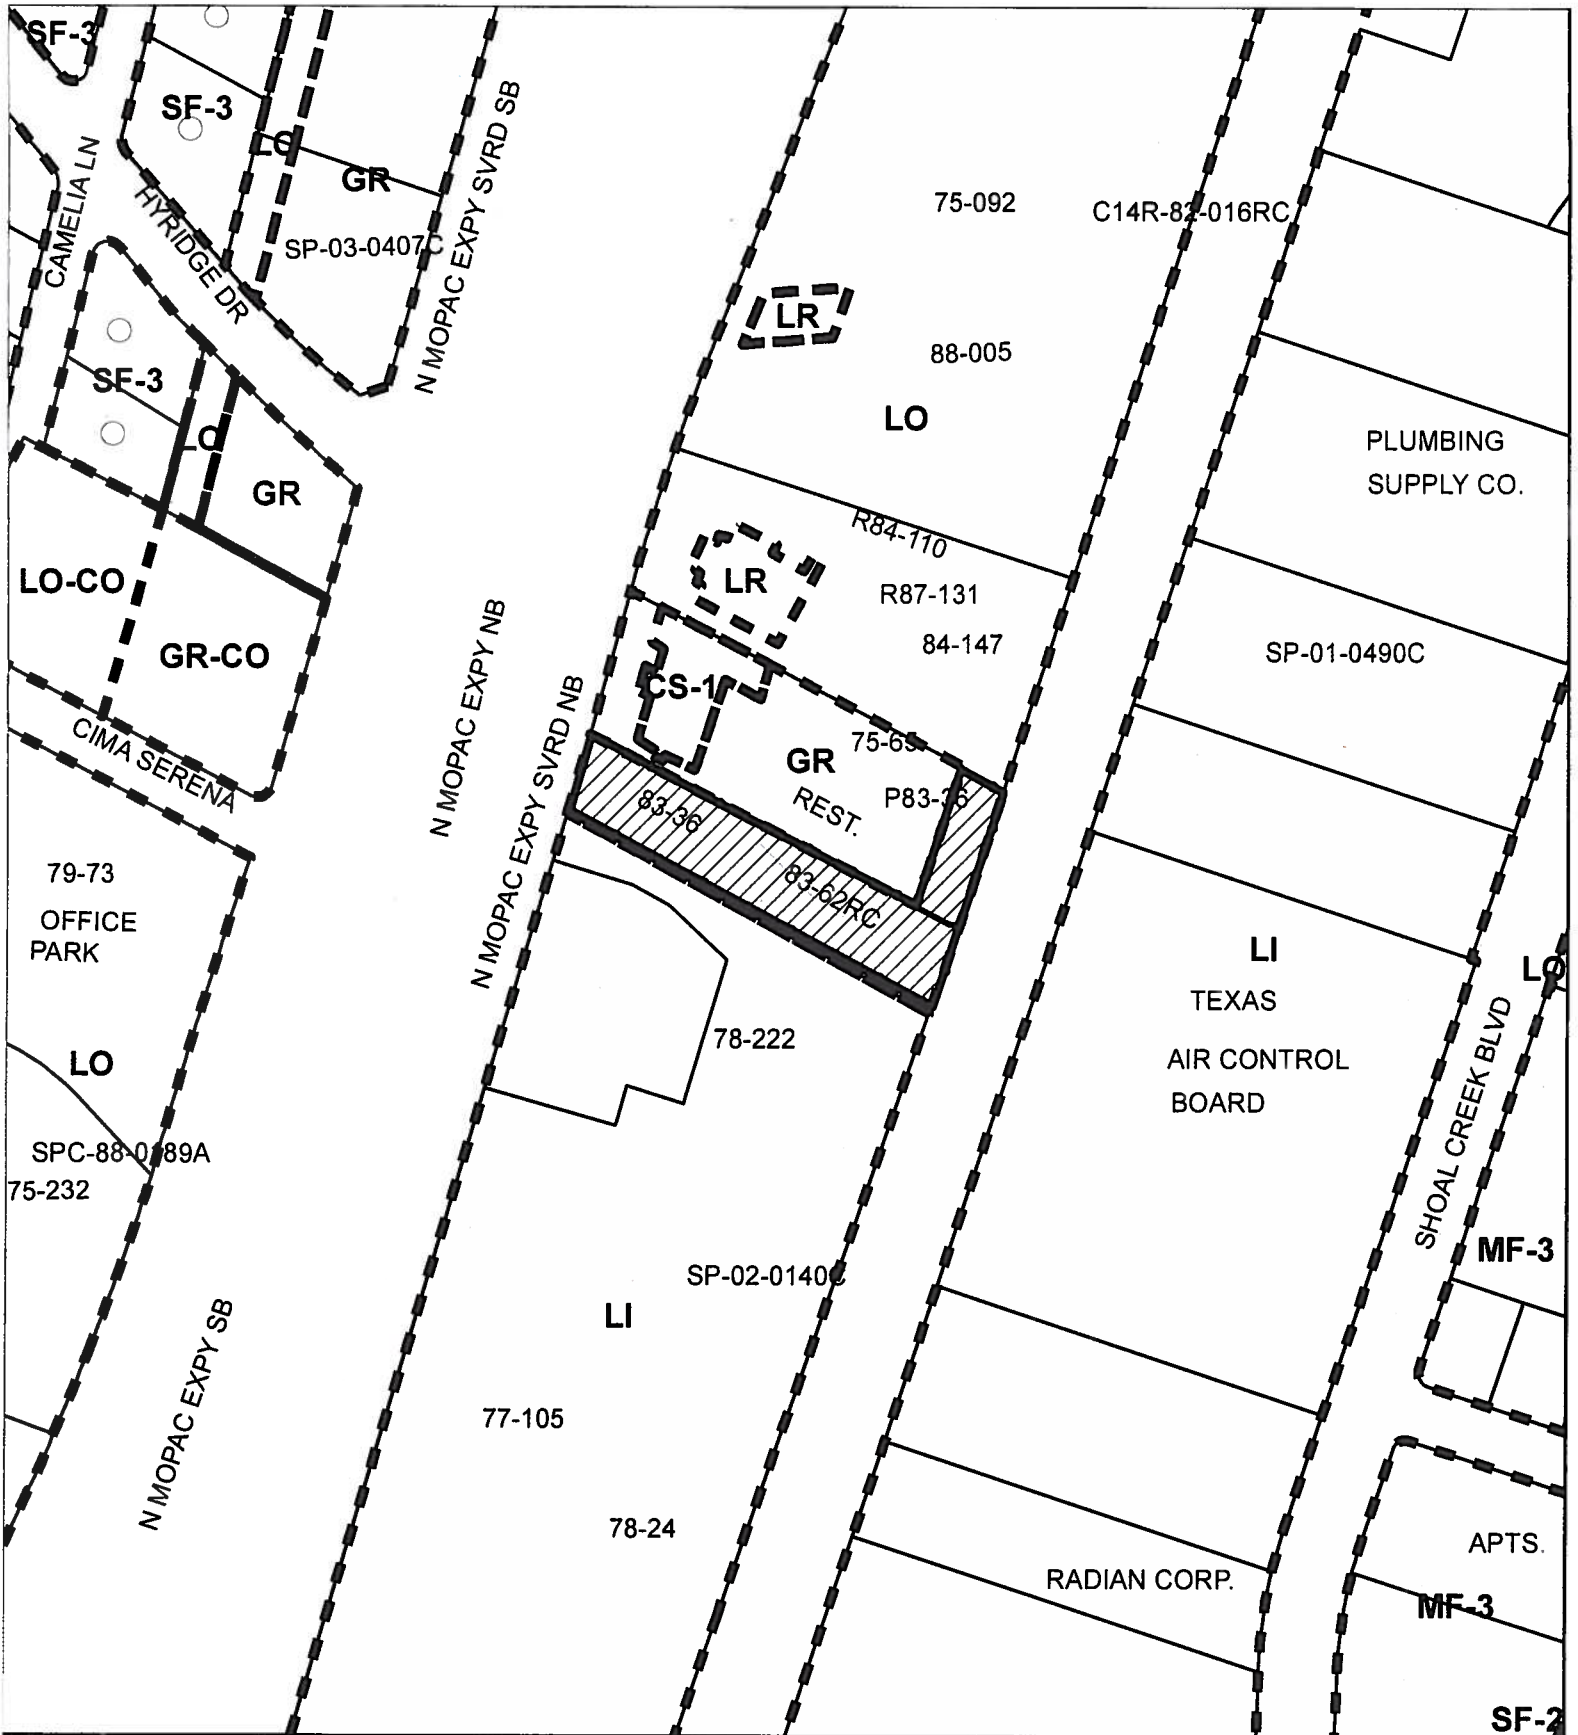 SF-3
SF-3
LO
GR
SP-03-0407C
CAMELIA LN
HYRIDGE DR
N MOPAC EXPY SVRD SB
75-092
C14R-82-016RC
LR
88-005
LO
SF-3
LO
GR
PLUMBING
SUPPLY CO.
R84-110
LR
R87-131
84-147
LO-CO
GR-CO
SP-01-0490C
N MOPAC EXPY NB
N MOPAC EXPY SVRD NB
CS-1
CIMA SERENA
75-65
GR
REST.
P83-36
83-36
83-62RC
79-73
OFFICE
PARK
LI
TEXAS
AIR CONTROL
BOARD
LO
78-222
LO
SHOAL CREEK BLVD
SPC-88-0189A
75-232
MF-3
SP-02-0140C
LI
N MOPAC EXPY SB
77-105
78-24
APTS.
RADIAN CORP.
MF-3
SF-2